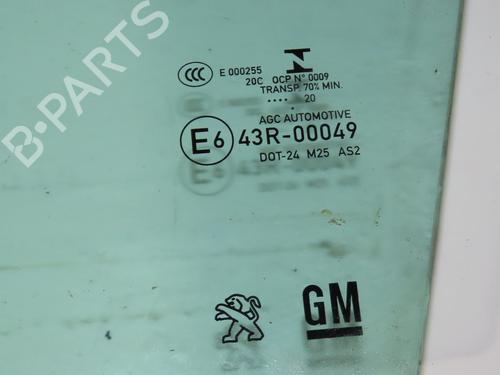 CCC E 000255 N
20C OCP N° 0009
TRANSP. 70% MIN.
.... 20
AGC AUTOMOTIVE
E6 43R-00049
DOT-24 M25 AS2
GM
B-PARTS